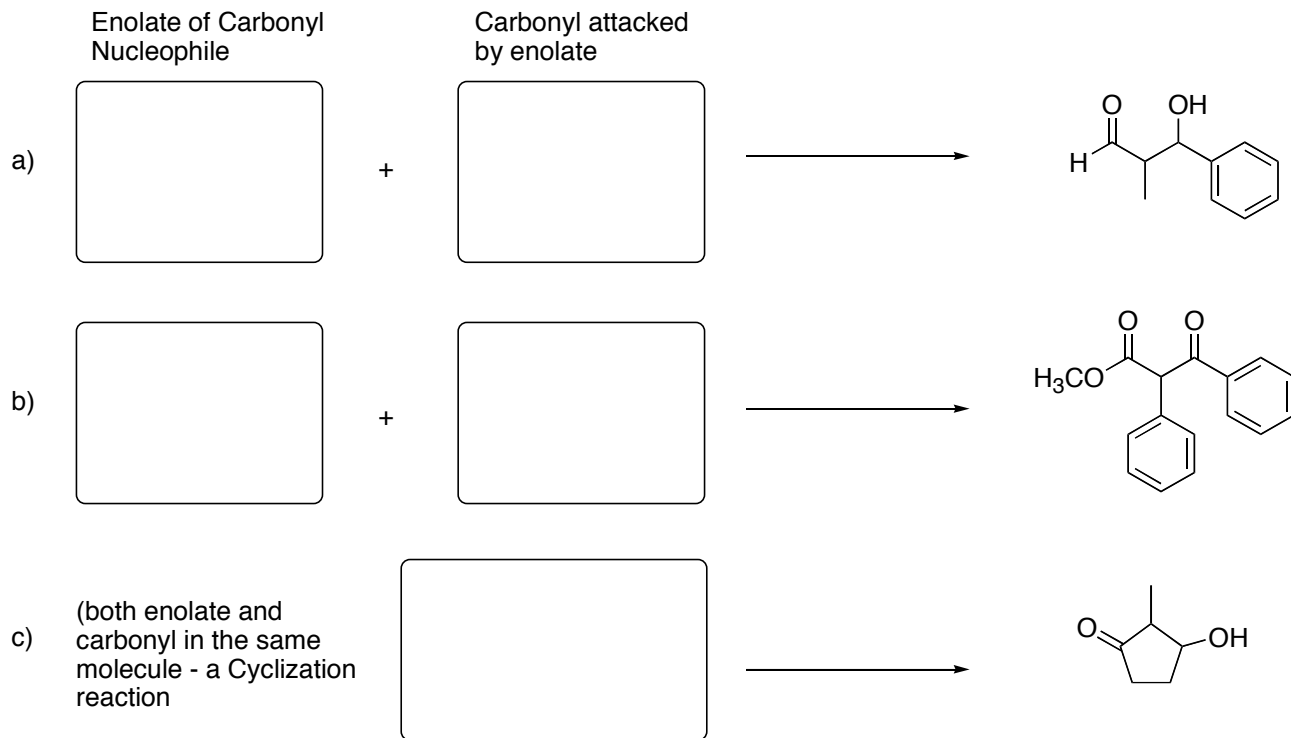 Enolate of Carbonyl
Nucleophile
Carbonyl attacked
by enolate
a)
+
O
OH
H
b)
+
O
O
H3CO
c)
(both enolate and
carbonyl in the same
molecule - a Cyclization
reaction
O
OH